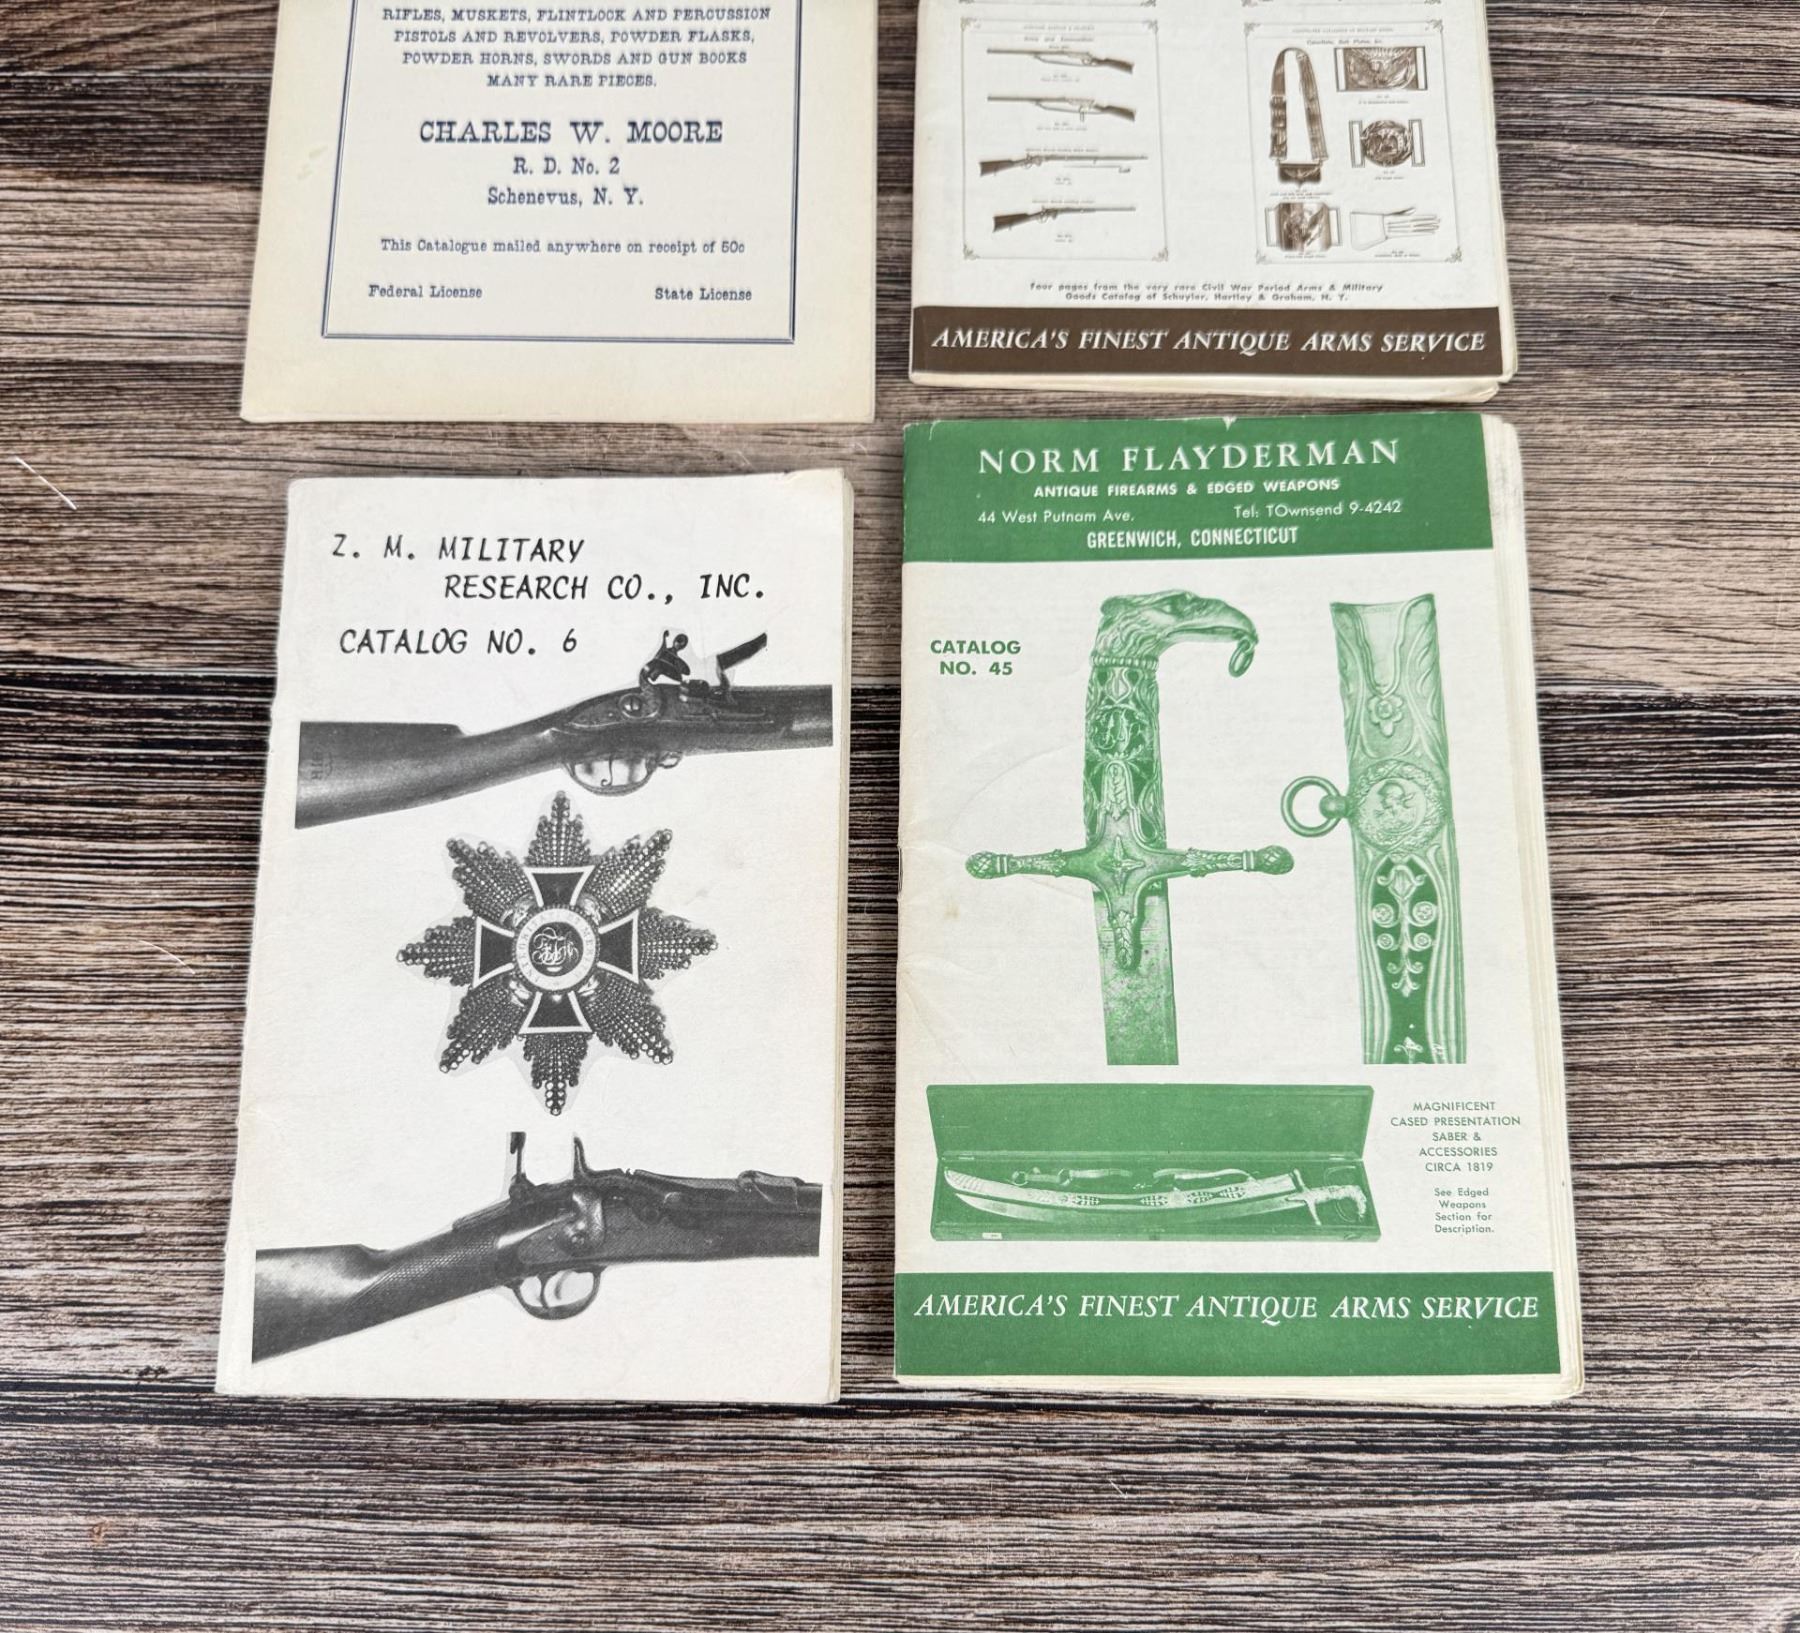 RIFLES, MUSKETS, FLINTLOCK AND PERCUSSION
PISTOLS AND REVOLVERS, POWDER FLASKS,
POWDER HORNS, SWORDS AND GUN BOOKS
MANY RARE PIECES.
CHARLES W. MOORE
R. D. No. 2
Schenevus, N. Y.
This Catalogue mailed anywhere on receipt of 50c
Federal License State License
Four pages from the very rare Civil War Period Arms & Military
Goods Catalog of Schuyler, Hartley & Graham, N. Y.
AMERICA'S FINEST ANTIQUE ARMS SERVICE
Z. M. MILITARY
RESEARCH CO., INC.
CATALOG NO. 6
NORM FLAYDERMAN
ANTIQUE FIREARMS & EDGED WEAPONS
44 West Putnam Ave. Tel: TOwnsend 9-4242
GREENWICH, CONNECTICUT
CATALOG
NO. 45
MAGNIFICENT
CASED PRESENTATION
SABER &
ACCESSORIES
CIRCA 1819
See Edged
Weapons
Section for
Description.
AMERICA'S FINEST ANTIQUE ARMS SERVICE